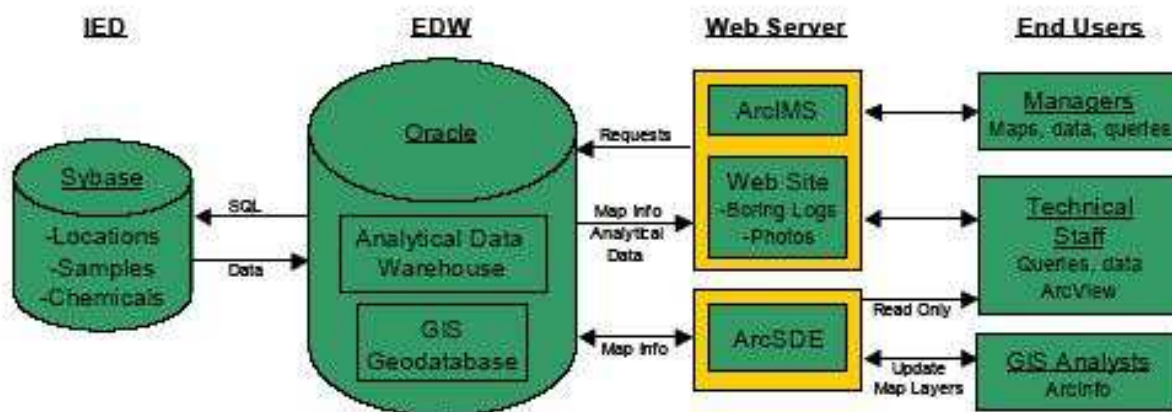 IED
EDW
Web Server
End Users
Sybase
-Locations
-Samples
-Chemicals
SQL
Data
Oracle
Analytical Data
Warehouse
GIS
Geodatabase
Requests
Map Info
Analytical
Data
Map Info
ArcIMS
Web Site
-Boring Logs
-Photos
ArcSDE
Read Only
Update
Map Layers
Managers
Maps, data, queries
Technical
Staff
Queries, data
ArcView
GIS Analysts
ArcInfo